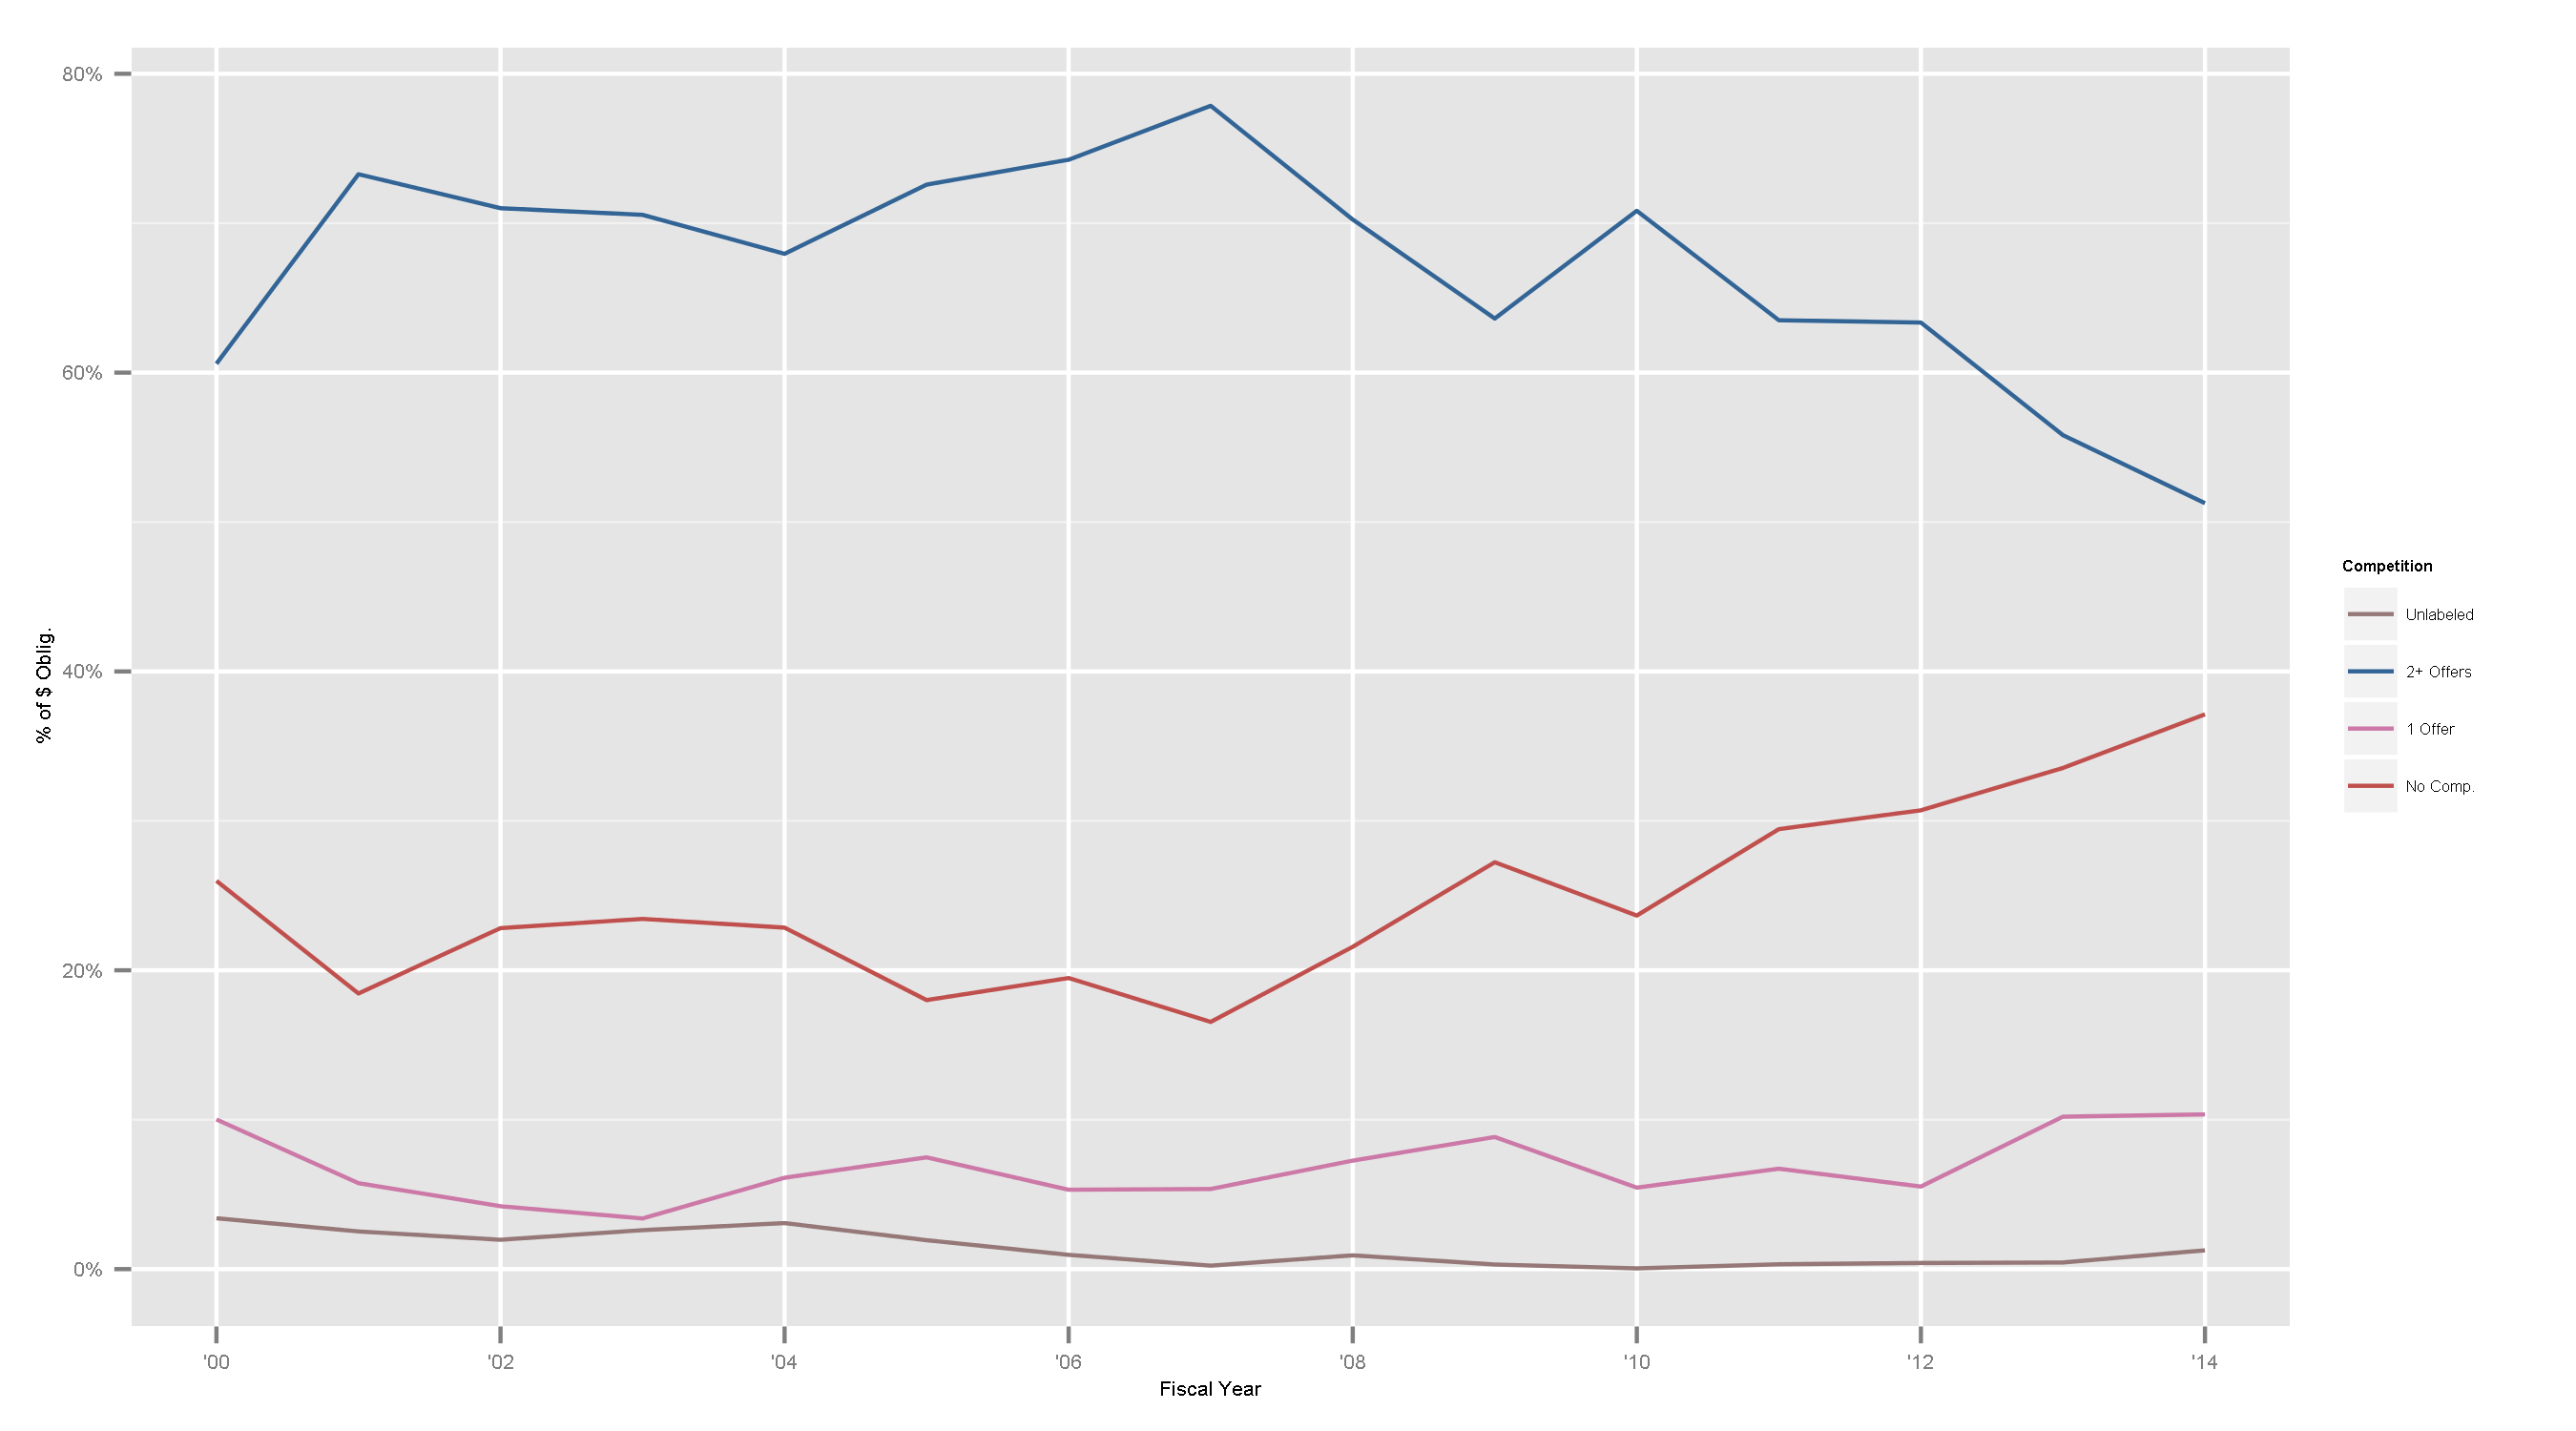 80%
60%
40%
20%
0%
% of $ Oblig.
'00
'02
'04
'06
'08
'10
'12
'14
Fiscal Year
Competition
Unlabeled
2+ Offers
1 Offer
No Comp.